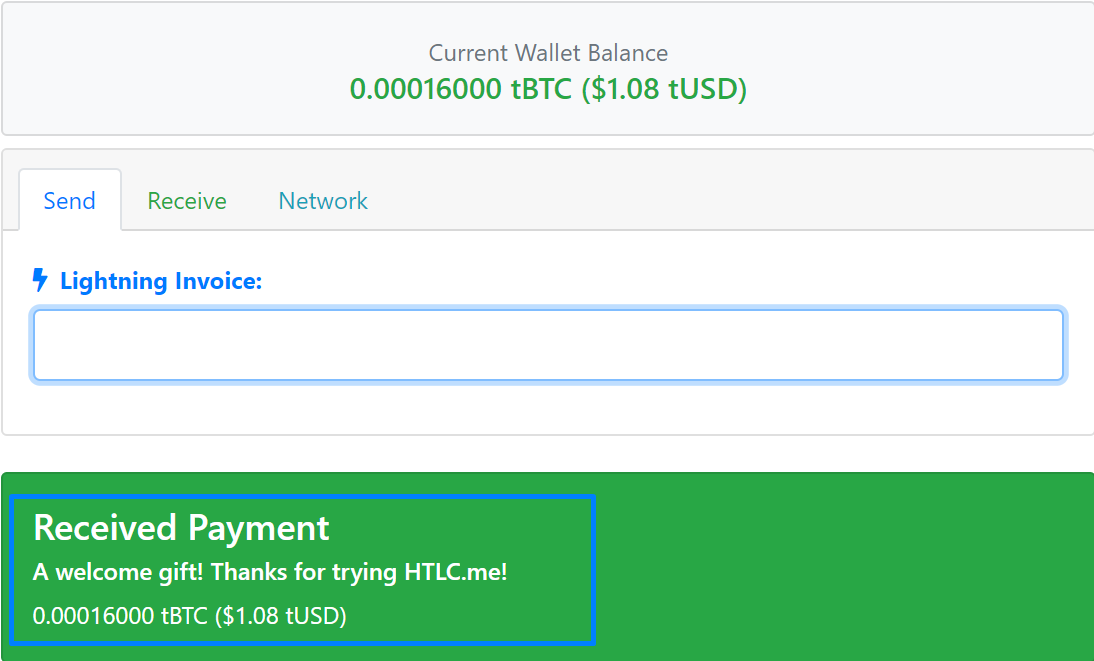 Current Wallet Balance
0.00016000 tBTC ($1.08 tUSD)
Send Receive Network
Lightning Invoice:
Received Payment
A welcome gift! Thanks for trying HTLC.me!
0.00016000 tBTC ($1.08 tUSD)